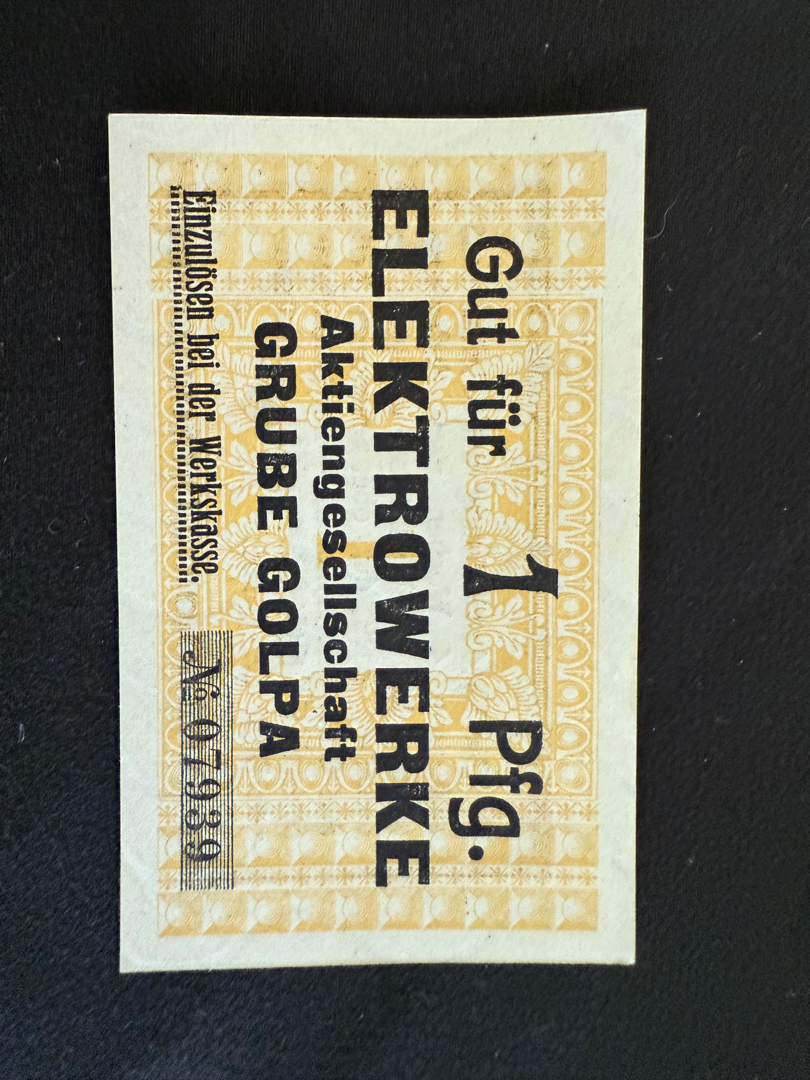 Gut für 1 Pfg.
ELEKTROWERKE
Aktiengesellschaft
GRUBE GOLPA
Einzulösen bei der Werkskasse.
№ 07939